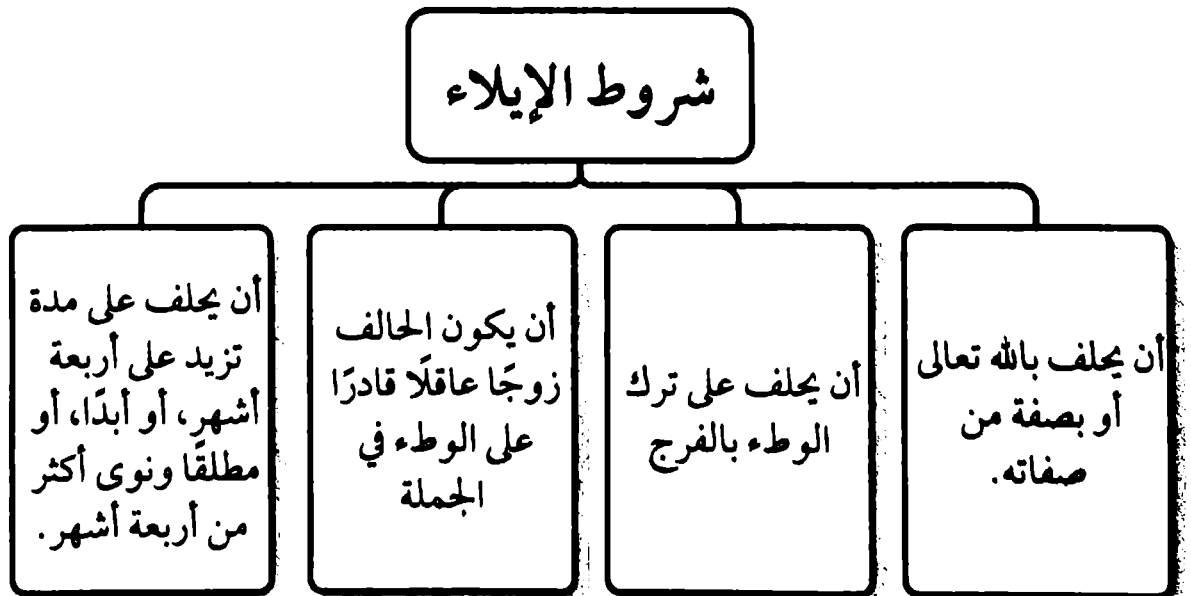 شروط الإيلاء
أن يحلف بالله تعالى
أو بصفة من
صفاته.
أن يحلف على ترك
الوطء بالفرج
أن يكون الحالف
زوجًا عاقلًا قادرًا
على الوطء في
الجملة
أن يحلف على مدة
تزيد على أربعة
أشهر، أو أبدًا، أو
مطلقًا ونوى أكثر
من أربعة أشهر.